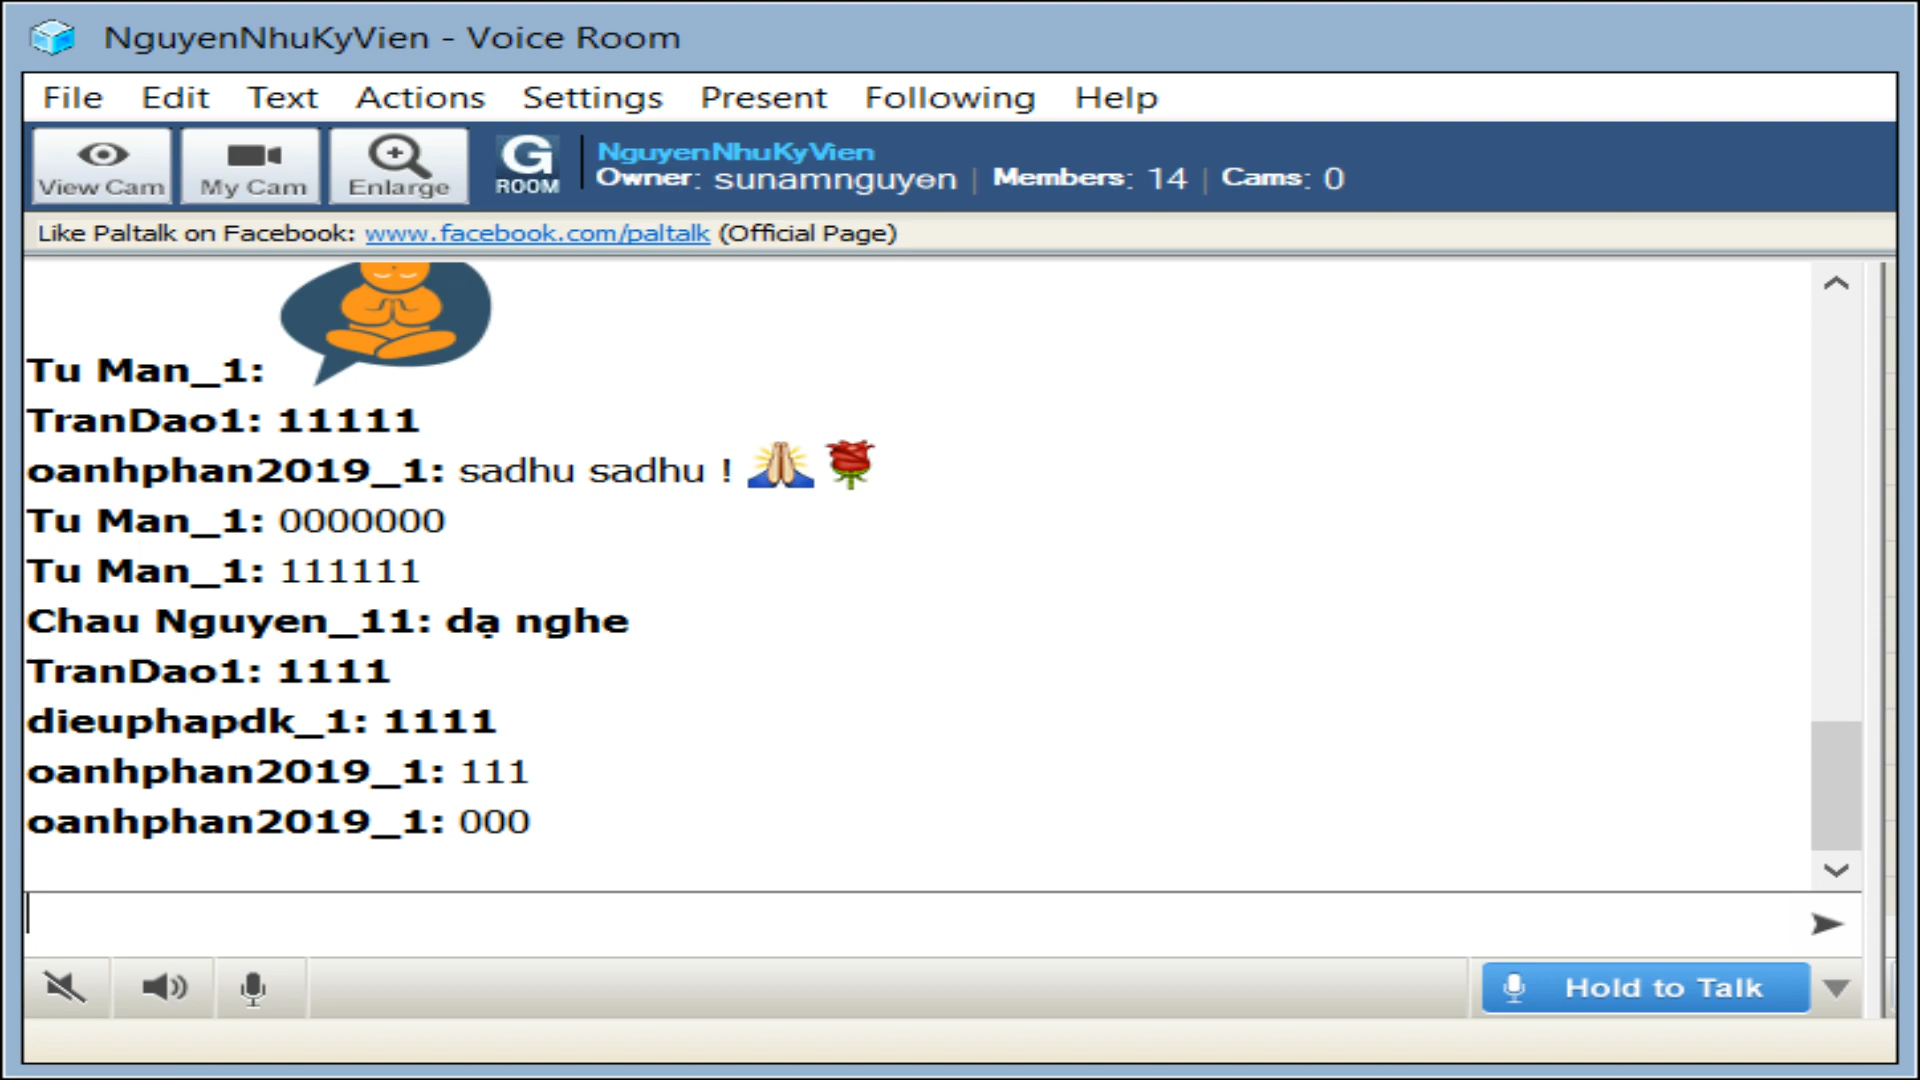 NguyenNhuKyVien - Voice Room
File Edit Text Actions Settings Present Following Help
View Cam My Cam Enlarge G ROOM
NguyenNhuKyVien
Owner: sunamnguyen | Members: 14 | Cams: 0
Like Paltalk on Facebook: www.facebook.com/paltalk (Official Page)
Tu Man_1:
TranDao1: 11111
oanhphan2019_1: sadhu sadhu ! 🙏🌹
Tu Man_1: 0000000
Tu Man_1: 111111
Chau Nguyen_11: dạ nghe
TranDao1: 1111
dieuphapdk_1: 1111
oanhphan2019_1: 111
oanhphan2019_1: 000
Hold to Talk